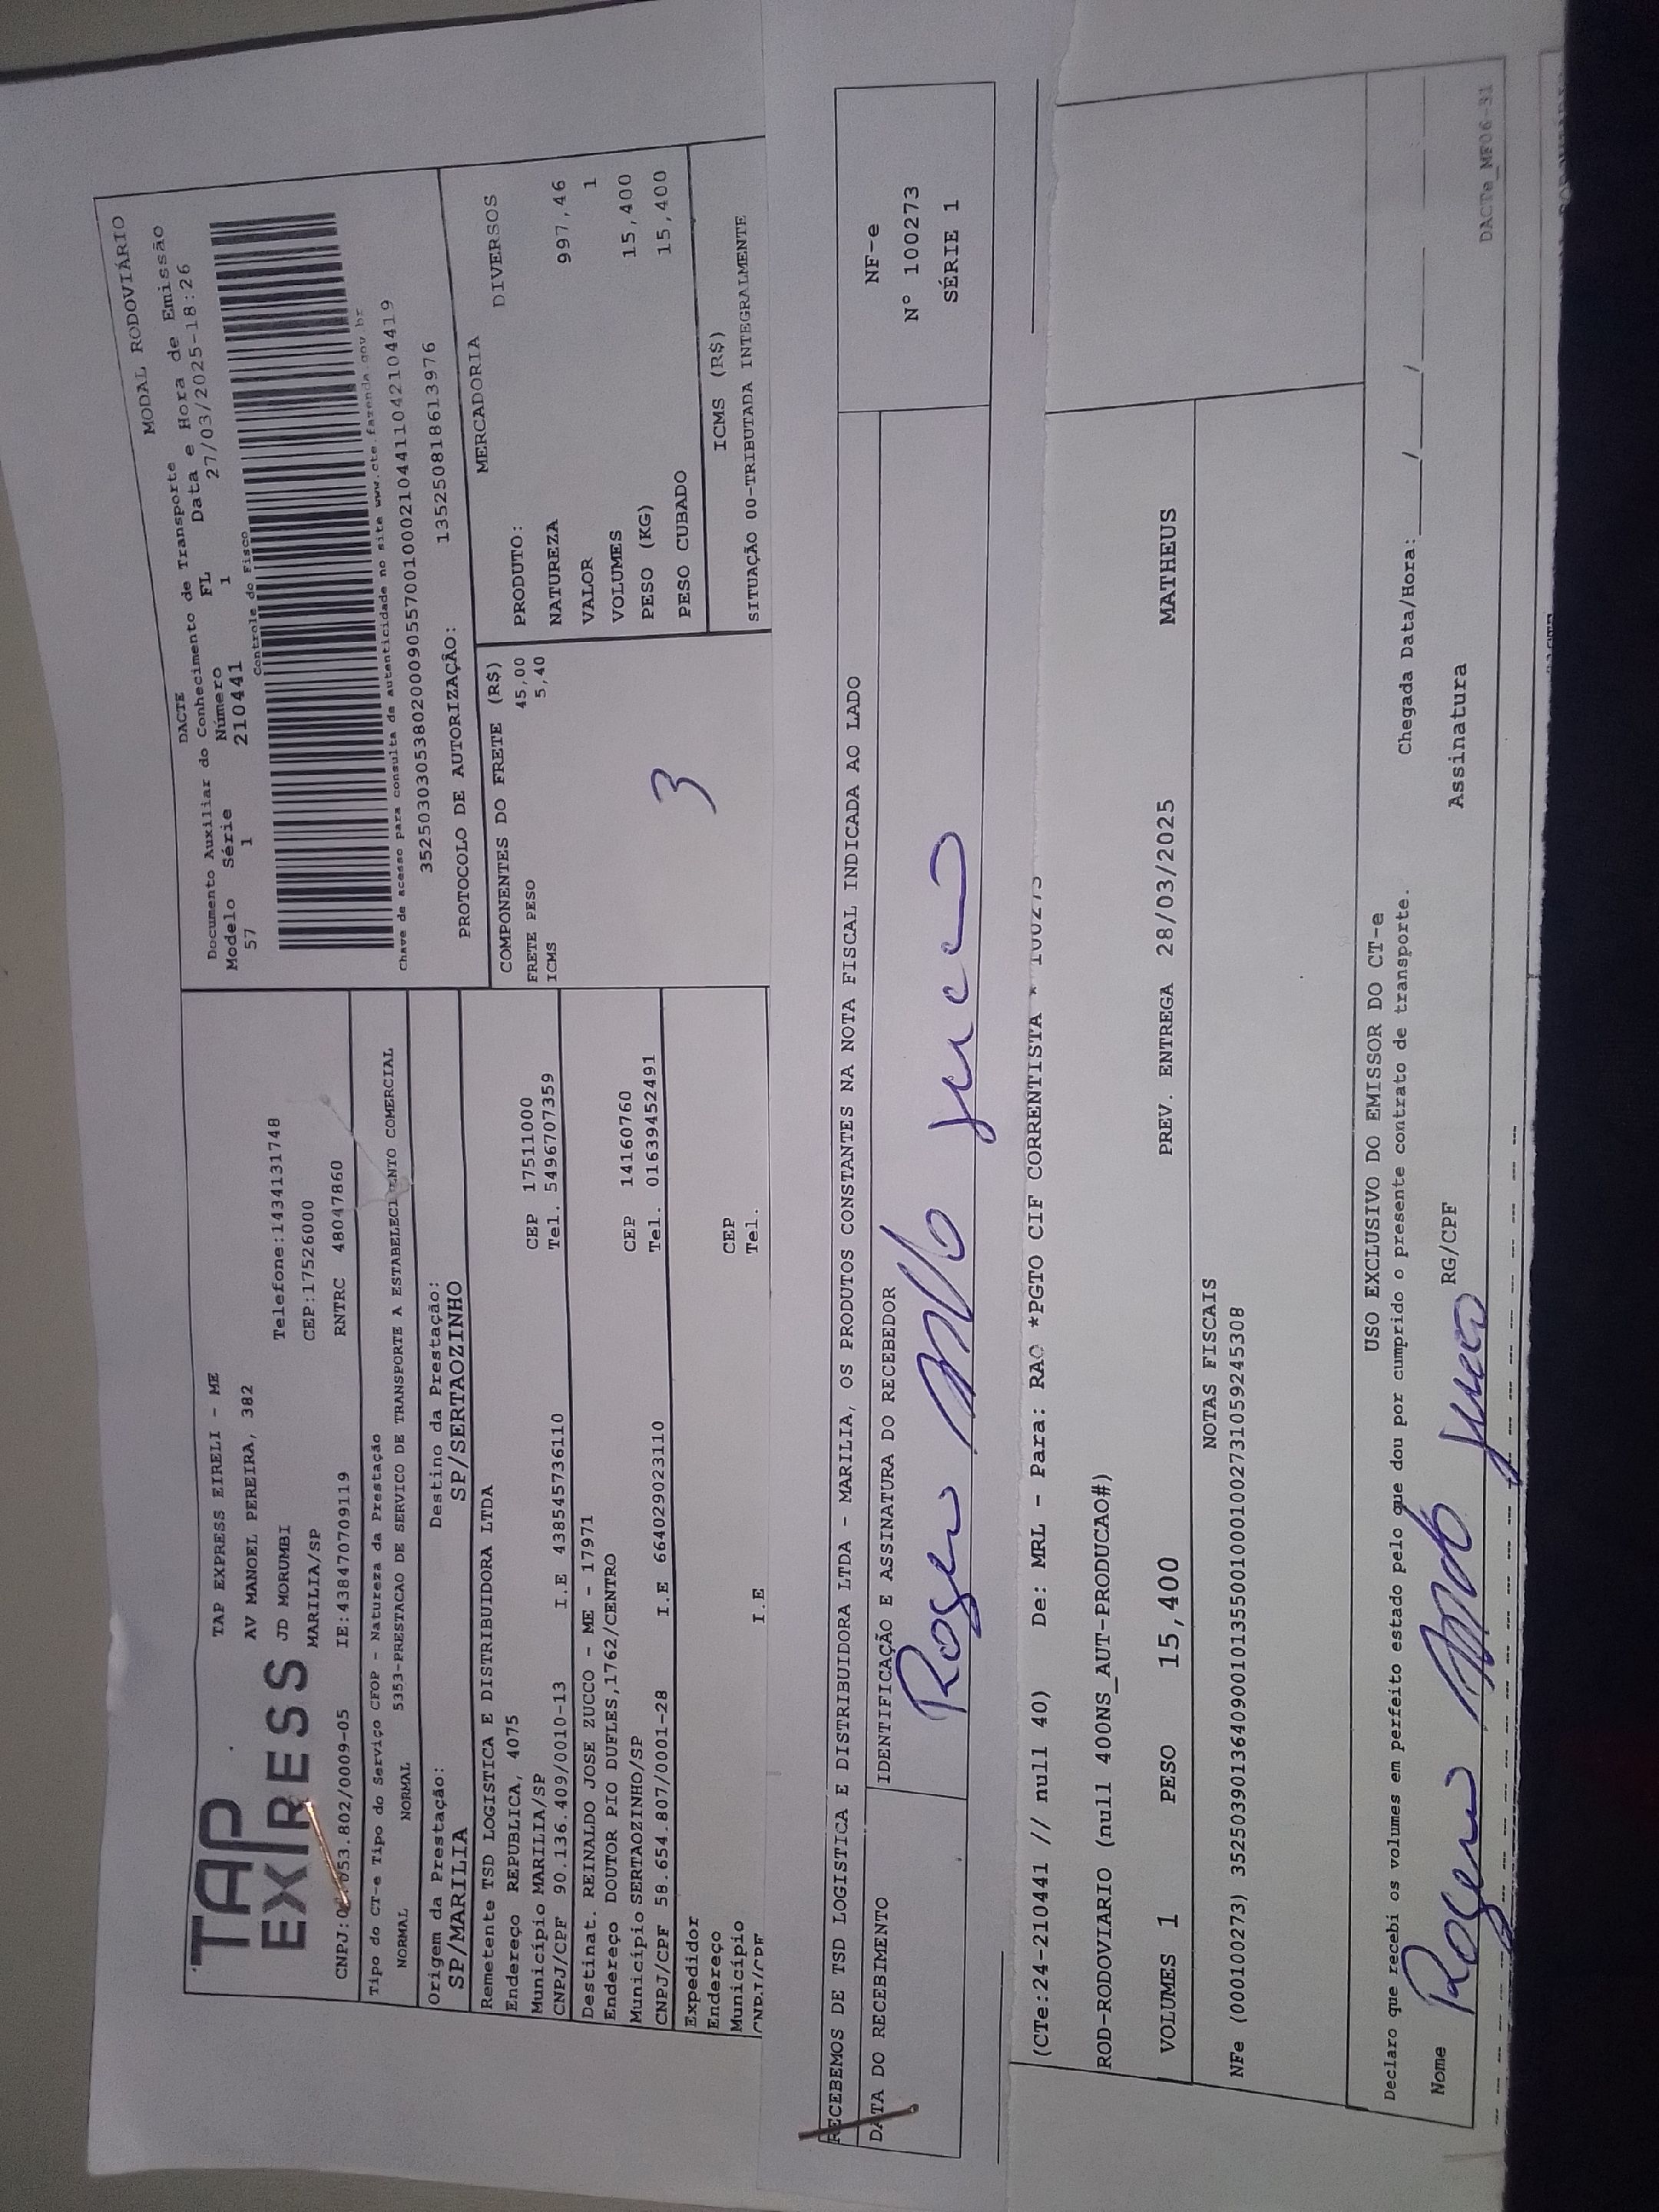 TAP
EXPRESS
TAP EXPRESS EIRELI - ME
AV MANOEL PEREIRA, 382
JD MORUMBI
Telefone:1434131748
MARILIA/SP
CEP:17526000
CNPJ:0 .053.802/0009-05
IE:438470709119
RNTRC 48047860
Tipo do CT-e Tipo do Serviço CFOP - Natureza da Prestação
NORMAL NORMAL 5353-PRESTACAO DE SERVICO DE TRANSPORTE A ESTABELECIMENTO COMERCIAL
Origem da Prestação: Destino da Prestação:
SP/MARILIA SP/SERTAOZINHO
Remetente TSD LOGISTICA E DISTRIBUIDORA LTDA
Endereço REPUBLICA, 4075 CEP 17511000
Município MARILIA/SP Tel. 5496707359
CNPJ/CPF 90.136.409/0010-13 I.E 438545736110
Destinat. REINALDO JOSE ZUCCO - ME - 17971
Endereço DOUTOR PIO DUFLES,1762/CENTRO CEP 14160760
Município SERTAOZINHO/SP Tel. 01639452491
CNPJ/CPF 58.654.807/0001-28 I.E 664029023110
Expedidor
Endereço CEP
Município Tel.
CNPJ/CPF I.E
MODAL RODOVIÁRIO
DACTE
Documento Auxiliar do Conhecimento de Transporte
Modelo Série Número FL Data e Hora de Emissão
57 1 210441 1 27/03/2025-18:26
Controle do Fisco
Chave de acesso para consulta de autenticidade no site www.cte.fazenda.gov.br
35250303053802000905570010002104411042104419
PROTOCOLO DE AUTORIZAÇÃO: 135250818613976
COMPONENTES DO FRETE (R$)
FRETE PESO 45,00
ICMS 5,40
3
MERCADORIA
PRODUTO: DIVERSOS
NATUREZA
VALOR 997,46
VOLUMES 1
PESO (KG) 15,400
PESO CUBADO 15,400
ICMS (R$)
SITUAÇÃO 00-TRIBUTADA INTEGRALMENTE
RECEBEMOS DE TSD LOGISTICA E DISTRIBUIDORA LTDA - MARILIA, OS PRODUTOS CONSTANTES NA NOTA FISCAL INDICADA AO LADO
DATA DO RECEBIMENTO IDENTIFICAÇÃO E ASSINATURA DO RECEBEDOR
NF-e
Nº 100273
SÉRIE 1
(CTe:24-210441 // null 40) De: MRL - Para: RAO *PGTO CIF CORRENTISTA * 100273
ROD-RODOVIARIO (null 400NS_AUT-PRODUCAO#)
VOLUMES 1 PESO 15,400 PREV. ENTREGA 28/03/2025 MATHEUS
NOTAS FISCAIS
NFe (000100273) 35250390136409001013550010001002731059245308
USO EXCLUSIVO DO EMISSOR DO CT-e
Declaro que recebi os volumes em perfeito estado pelo que dou por cumprido o presente contrato de transporte.
Chegada Data/Hora: / /
Nome RG/CPF Assinatura
DACTe_MF06-31